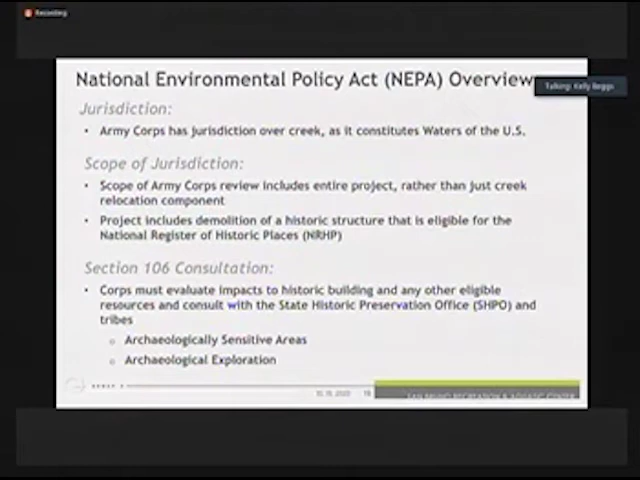 Recording
National Environmental Policy Act (NEPA) Overview
Talking: Kelly Beggs
Jurisdiction:
• Army Corps has jurisdiction over creek, as it constitutes Waters of the U.S.
Scope of Jurisdiction:
• Scope of Army Corps review includes entire project, rather than just creek
relocation component
• Project includes demolition of a historic structure that is eligible for the
National Register of Historic Places (NRHP)
Section 106 Consultation:
• Corps must evaluate impacts to historic building and any other eligible
resources and consult with the State Historic Preservation Office (SHPO) and
tribes
o Archaeologically Sensitive Areas
o Archaeological Exploration
RECREATION & AQUATIC CENTER